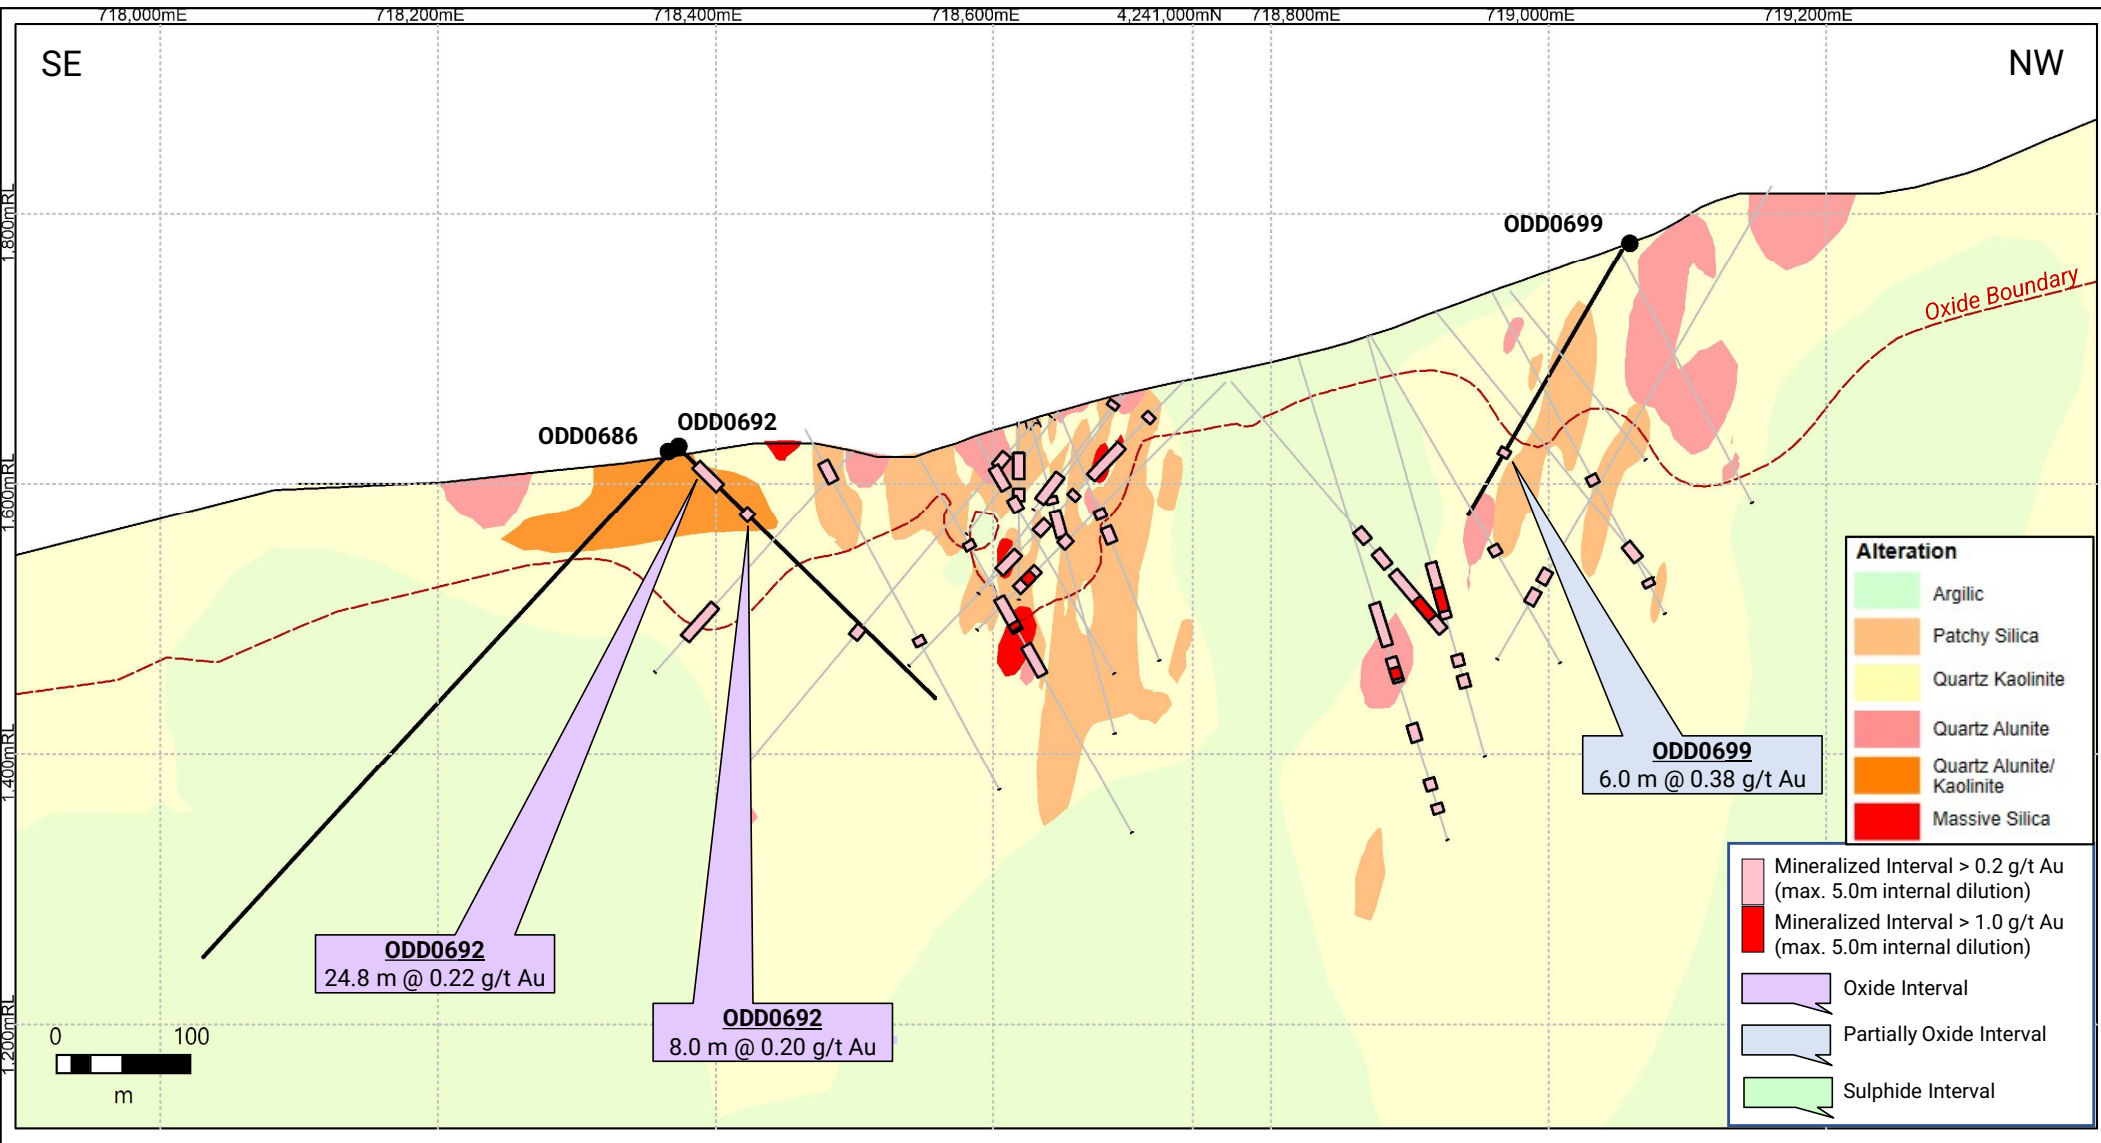 718,000mE
718,200mE
718,400mE
718,600mE
4,241,000mN
718,800mE
719,000mE
719,200mE
SE
NW
1,800mRL
1,600mRL
1,400mRL
1,200mRL
ODD0699
Oxide Boundary
ODD0686
ODD0692
ODD0699
6.0 m @ 0.38 g/t Au
ODD0692
24.8 m @ 0.22 g/t Au
ODD0692
8.0 m @ 0.20 g/t Au
0
100
m
Alteration
Argilic
Patchy Silica
Quartz Kaolinite
Quartz Alunite
Quartz Alunite/
Kaolinite
Massive Silica
Mineralized Interval > 0.2 g/t Au
(max. 5.0m internal dilution)
Mineralized Interval > 1.0 g/t Au
(max. 5.0m internal dilution)
Oxide Interval
Partially Oxide Interval
Sulphide Interval